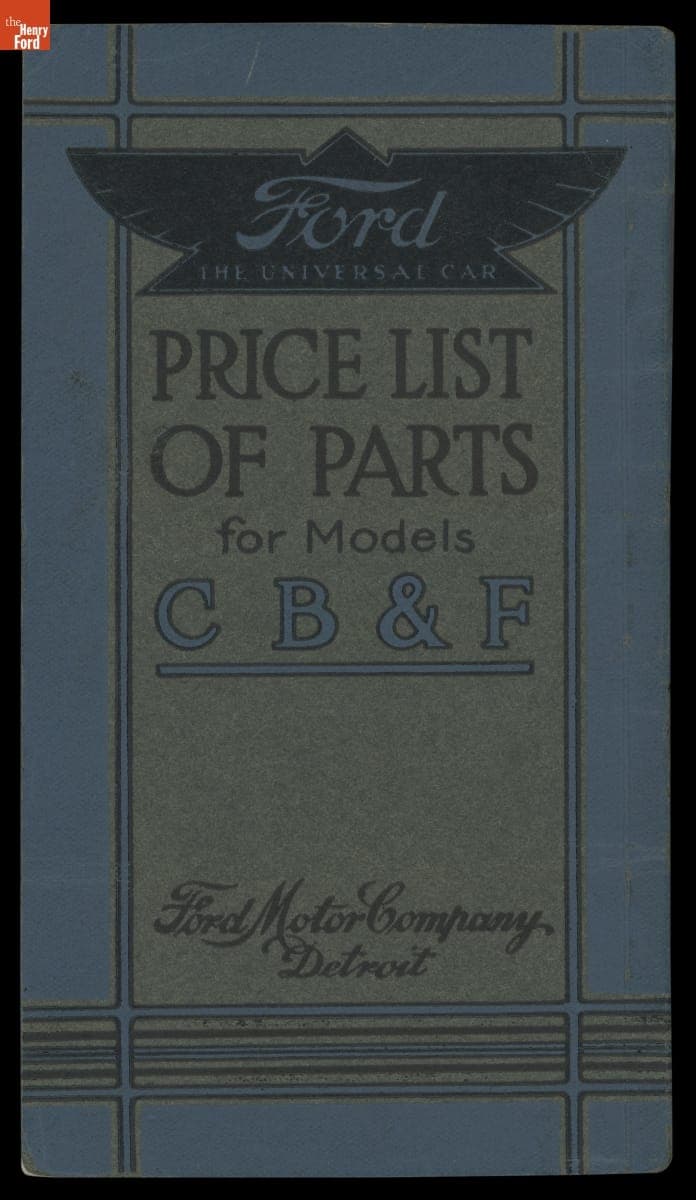 the
Henry
Ford
Ford
THE UNIVERSAL CAR
PRICE LIST
OF PARTS
for Models
C B & F
Ford Motor Company
Detroit